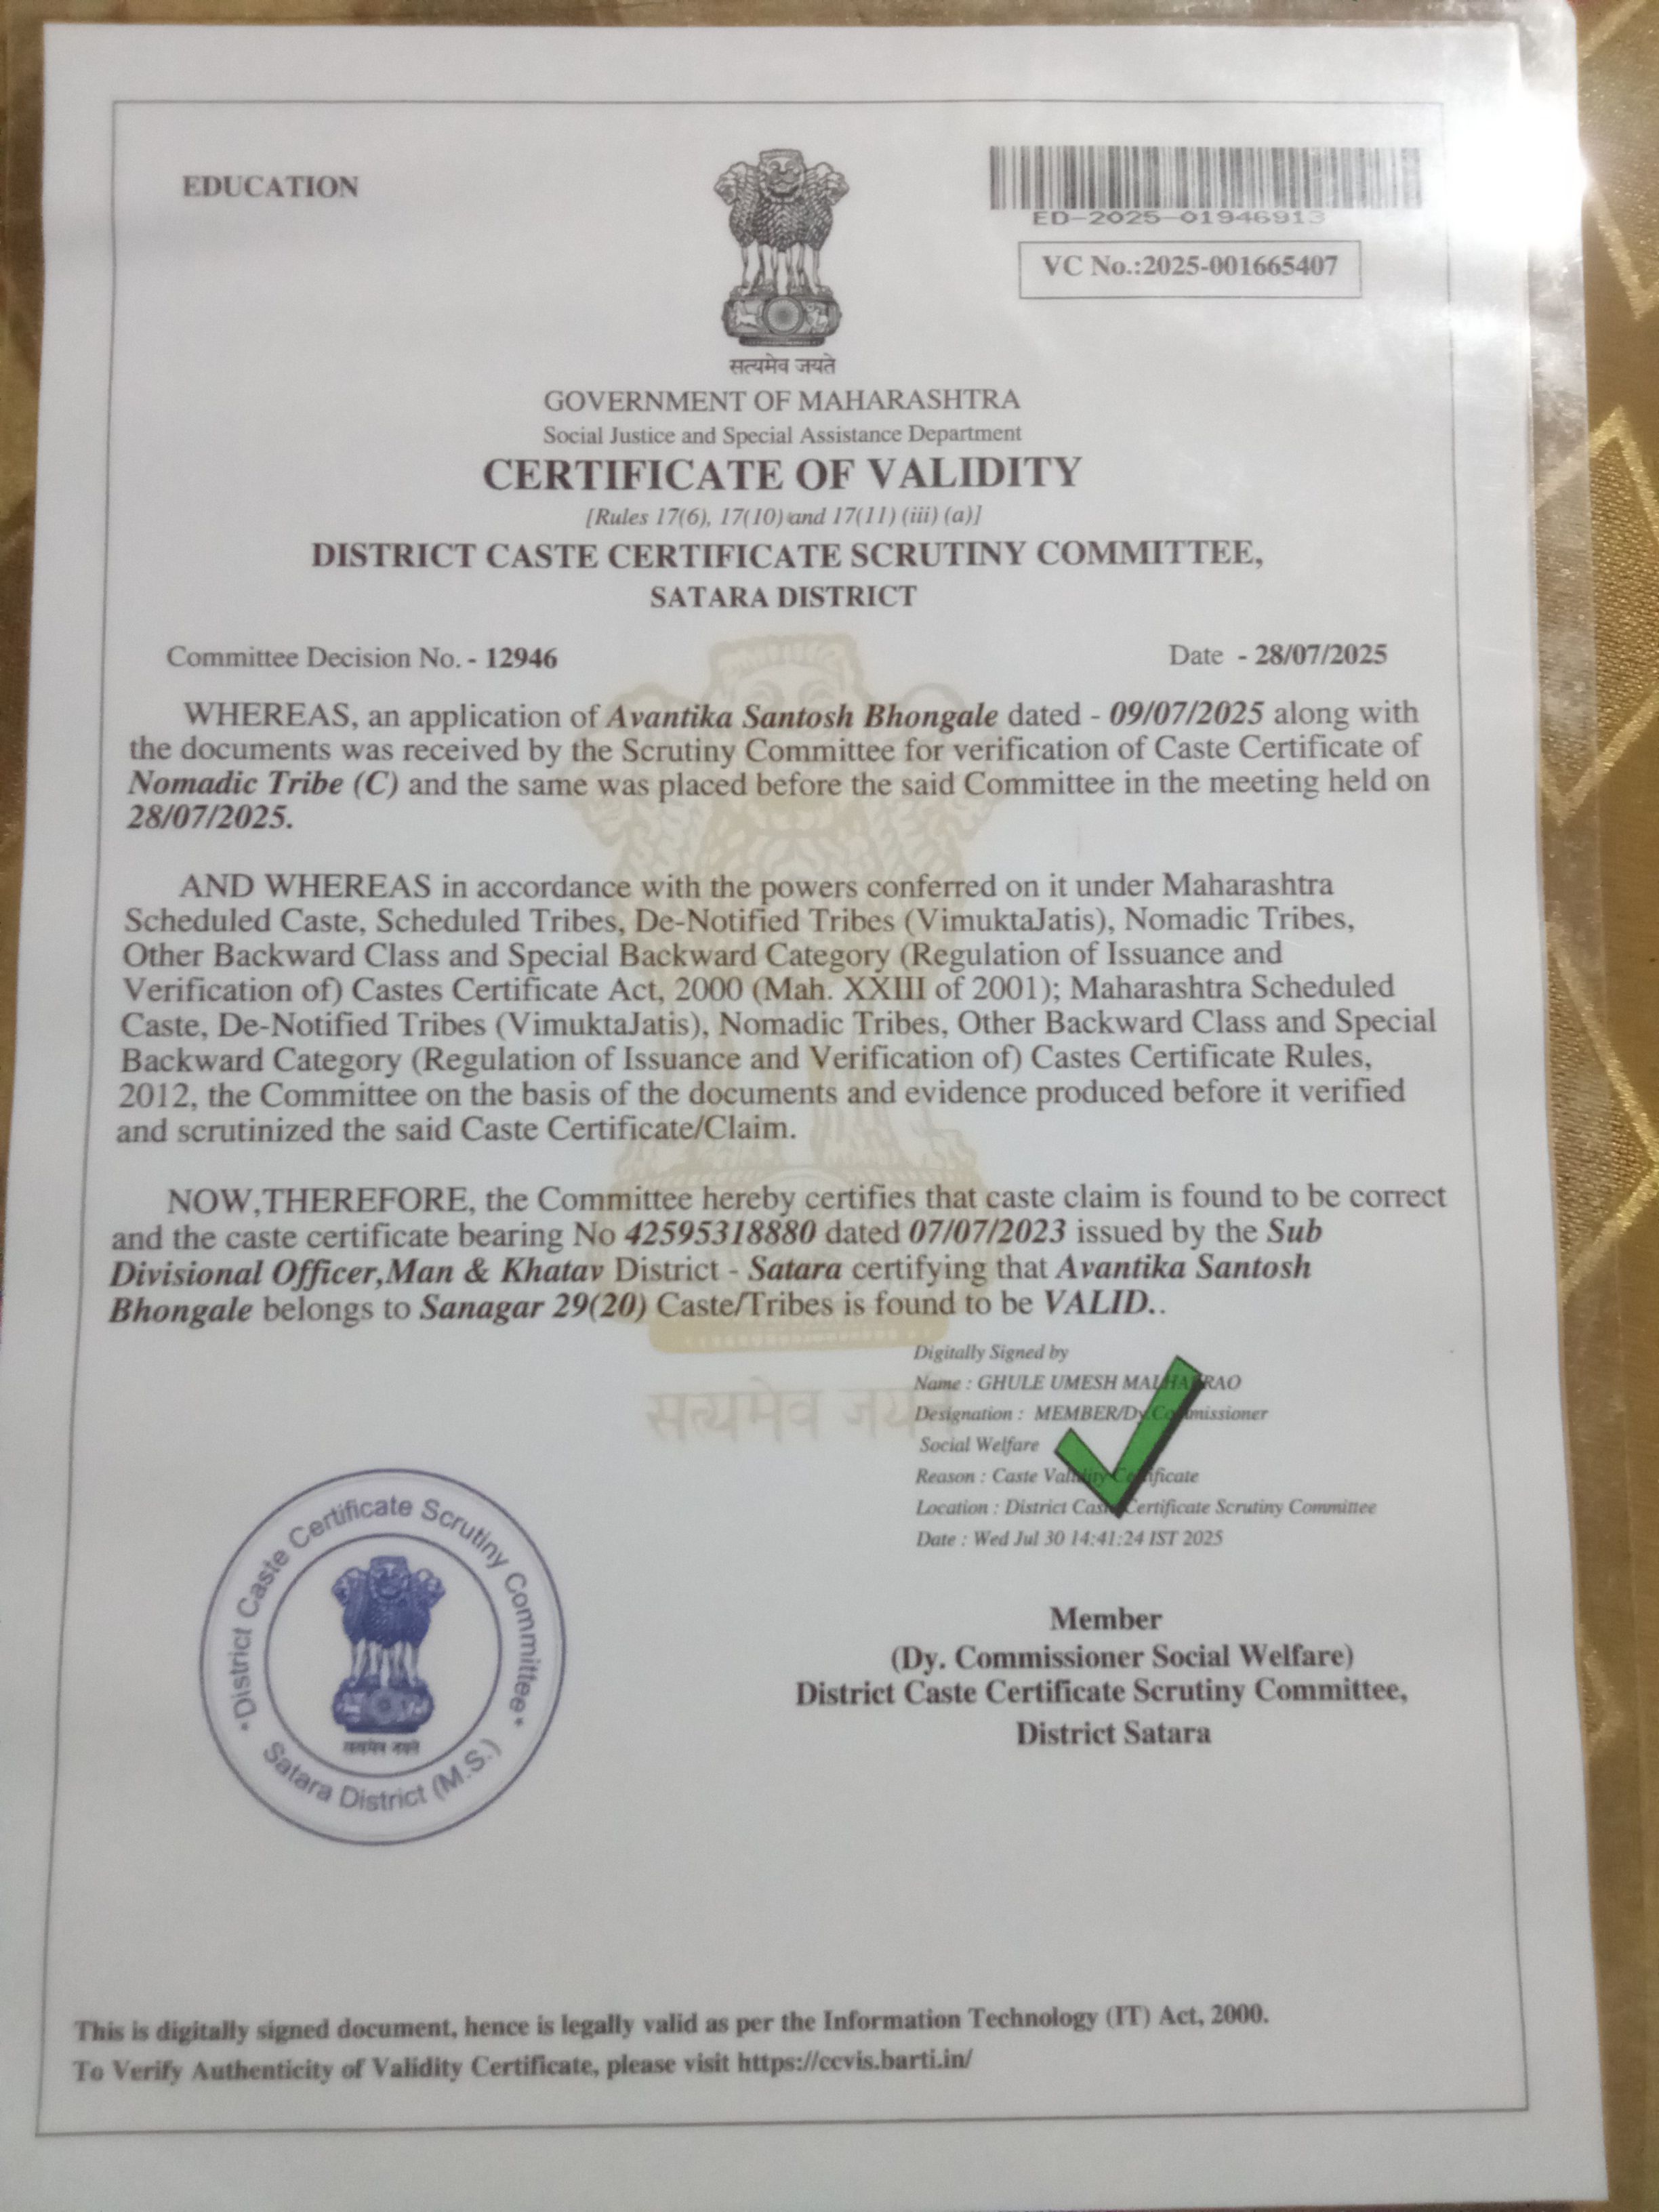 EDUCATION
ED-2025-01946913
VC No.:2025-001665407
सत्यमेव जयते
GOVERNMENT OF MAHARASHTRA
Social Justice and Special Assistance Department
CERTIFICATE OF VALIDITY
[Rules 17(6), 17(10) and 17(11) (iii) (a)]
DISTRICT CASTE CERTIFICATE SCRUTINY COMMITTEE,
SATARA DISTRICT
Committee Decision No. - 12946
Date - 28/07/2025
WHEREAS, an application of Avantika Santosh Bhongale dated - 09/07/2025 along with
the documents was received by the Scrutiny Committee for verification of Caste Certificate of
Nomadic Tribe (C) and the same was placed before the said Committee in the meeting held on
28/07/2025.
AND WHEREAS in accordance with the powers conferred on it under Maharashtra
Scheduled Caste, Scheduled Tribes, De-Notified Tribes (VimuktaJatis), Nomadic Tribes,
Other Backward Class and Special Backward Category (Regulation of Issuance and
Verification of) Castes Certificate Act, 2000 (Mah. XXIII of 2001); Maharashtra Scheduled
Caste, De-Notified Tribes (VimuktaJatis), Nomadic Tribes, Other Backward Class and Special
Backward Category (Regulation of Issuance and Verification of) Castes Certificate Rules,
2012, the Committee on the basis of the documents and evidence produced before it verified
and scrutinized the said Caste Certificate/Claim.
NOW,THEREFORE, the Committee hereby certifies that caste claim is found to be correct
and the caste certificate bearing No 42595318880 dated 07/07/2023 issued by the Sub
Divisional Officer,Man & Khatav District - Satara certifying that Avantika Santosh
Bhongale belongs to Sanagar 29(20) Caste/Tribes is found to be VALID..
सत्यमेव जयते
Digitally Signed by
Name : GHULE UMESH MALHARRAO
Designation : MEMBER/Dy.Commissioner
Social Welfare
Reason : Caste Validity Certificate
Location : District Caste Certificate Scrutiny Committee
Date : Wed Jul 30 14:41:24 IST 2025
Member
(Dy. Commissioner Social Welfare)
District Caste Certificate Scrutiny Committee,
District Satara
District Caste Certificate Scrutiny Committee
सत्यमेव जयते
Satara District (M.S.)
This is digitally signed document, hence is legally valid as per the Information Technology (IT) Act, 2000.
To Verify Authenticity of Validity Certificate, please visit https://ccvis.barti.in/